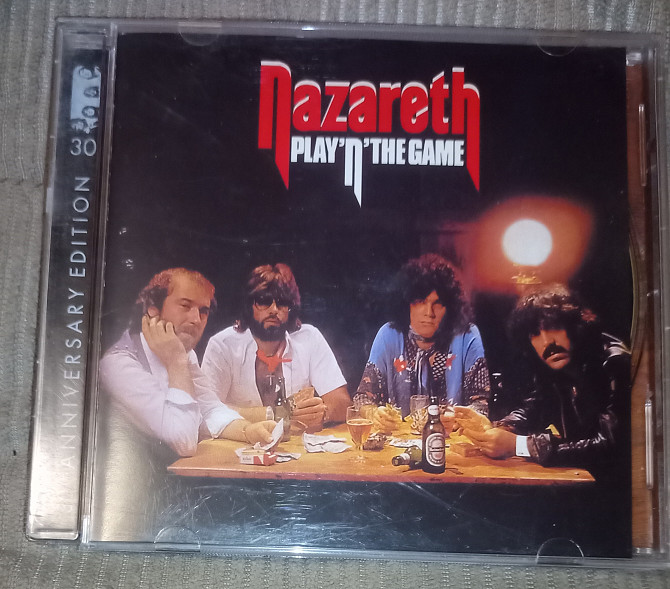 Nazareth
PLAY'n'THE GAME
30
ANNIVERSARY EDITION